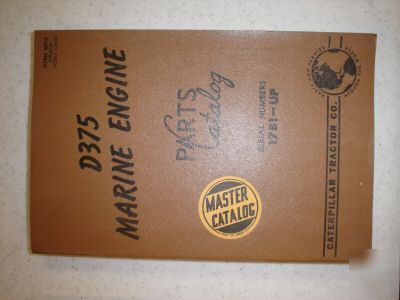 D375
MARINE ENGINE
PARTS
Catalog
SERIAL NUMBERS
17B1-UP
MASTER
CATALOG
CATERPILLAR TRACTOR CO.